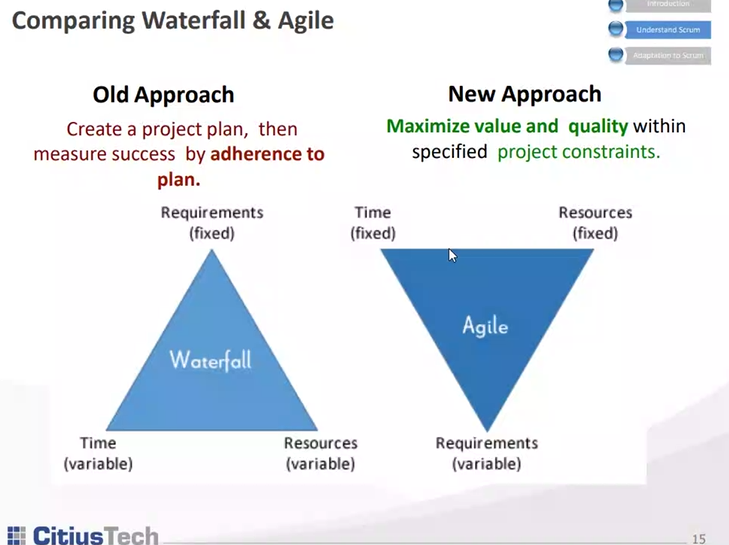 Comparing Waterfall & Agile
Introduction
Understand Scrum
Adaptation to Scrum
Old Approach
Create a project plan, then
measure success by adherence to
plan.
New Approach
Maximize value and quality within
specified project constraints.
Requirements
(fixed)
Waterfall
Time
(variable)
Resources
(variable)
Time
(fixed)
Resources
(fixed)
Agile
Requirements
(variable)
CitiusTech
15